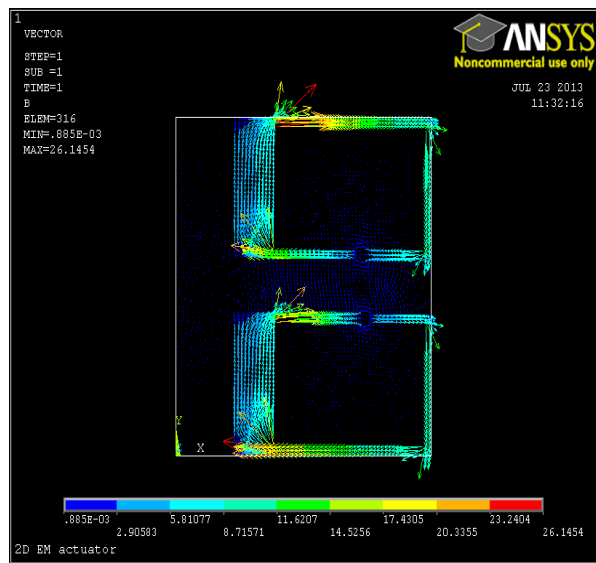 1
VECTOR
STEP=1
SUB =1
TIME=1
B
ELEM=316
MIN=.885E-03
MAX=26.1454
ANSYS
Noncommercial use only
JUL 23 2013
11:32:16
Y
X
.885E-03 5.81077 11.6207 17.4305 23.2404
2.90583 8.71571 14.5256 20.3355 26.1454
2D EM actuator